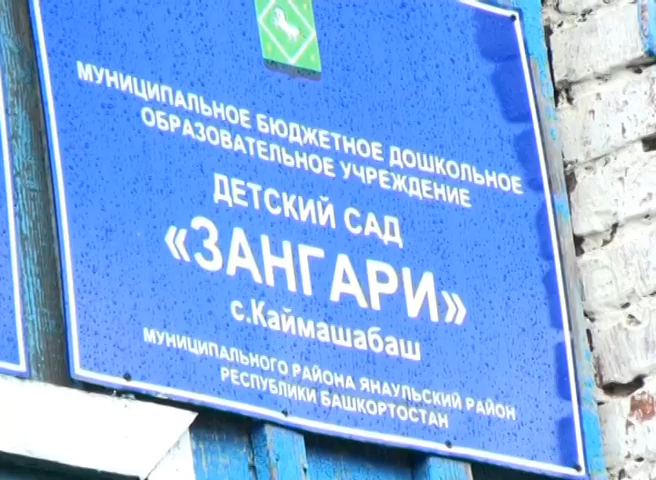 МУНИЦИПАЛЬНОЕ БЮДЖЕТНОЕ ДОШКОЛЬНОЕ
ОБРАЗОВАТЕЛЬНОЕ УЧРЕЖДЕНИЕ
ДЕТСКИЙ САД
«ЗАНГАРИ»
с.Каймашабаш
МУНИЦИПАЛЬНОГО РАЙОНА ЯНАУЛЬСКИЙ РАЙОН
РЕСПУБЛИКИ БАШКОРТОСТАН